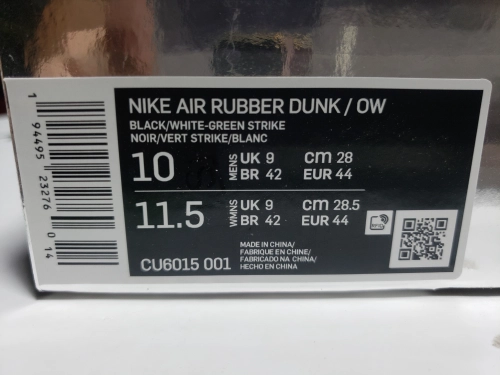 NIKE AIR RUBBER DUNK / OW
BLACK/WHITE-GREEN STRIKE
NOIR/VERT STRIKE/BLANC
10 MENS UK 9 cm 28
BR 42 EUR 44
11.5 WMNS UK 9 cm 28.5
BR 42 EUR 44
MADE IN CHINA/
FABRIQUE EN CHINE/
FABRICADO NA CHINA/
HECHO EN CHINA
CU6015 001
1 94495 23276 0 14